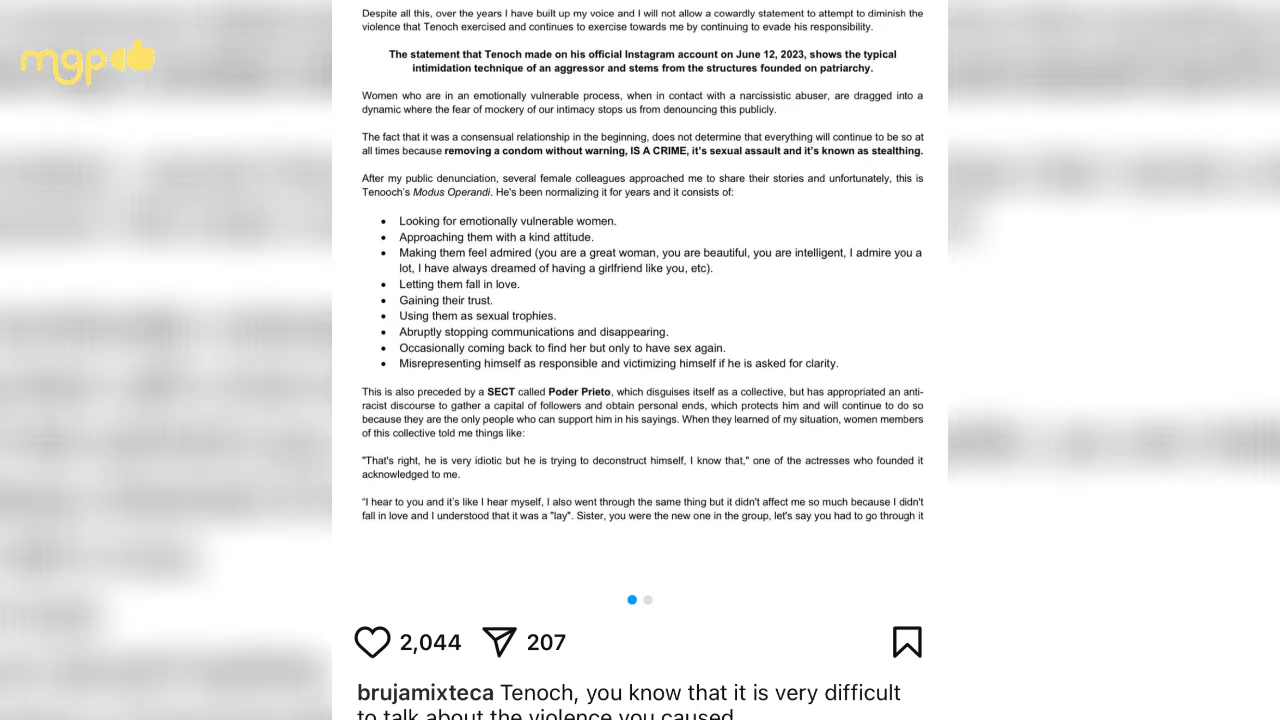 Despite all this, over the years I have built up my voice and I will not allow a cowardly statement to attempt to diminish the
violence that Tenoch exercised and continues to exercise towards me by continuing to evade his responsibility.
mgp
The statement that Tenoch made on his official Instagram account on June 12, 2023, shows the typical
intimidation technique of an aggressor and stems from the structures founded on patriarchy.
Women who are in an emotionally vulnerable process, when in contact with a narcissistic abuser, are dragged into a
dynamic where the fear of mockery of our intimacy stops us from denouncing this publicly.
The fact that it was a consensual relationship in the beginning, does not determine that everything will continue to be so at
all times because removing a condom without warning, IS A CRIME, it's sexual assault and it's known as stealthing.
After my public denunciation, several female colleagues approached me to share their stories and unfortunately, this is
Tenooch's Modus Operandi. He's been normalizing it for years and it consists of:
• Looking for emotionally vulnerable women.
• Approaching them with a kind attitude.
• Making them feel admired (you are a great woman, you are beautiful, you are intelligent, I admire you a
lot, I have always dreamed of having a girlfriend like you, etc).
• Letting them fall in love.
• Gaining their trust.
• Using them as sexual trophies.
• Abruptly stopping communications and disappearing.
• Occasionally coming back to find her but only to have sex again.
• Misrepresenting himself as responsible and victimizing himself if he is asked for clarity.
This is also preceded by a SECT called Poder Prieto, which disguises itself as a collective, but has appropriated an anti-
racist discourse to gather a capital of followers and obtain personal ends, which protects him and will continue to do so
because they are the only people who can support him in his sayings. When they learned of my situation, women members
of this collective told me things like:
"That's right, he is very idiotic but he is trying to deconstruct himself, I know that," one of the actresses who founded it
acknowledged to me.
"I hear to you and it's like I hear myself, I also went through the same thing but it didn't affect me so much because I didn't
fall in love and I understood that it was a "lay". Sister, you were the new one in the group, let's say you had to go through it
2,044 207
brujamixteca Tenoch, you know that it is very difficult
to talk about the violence you caused